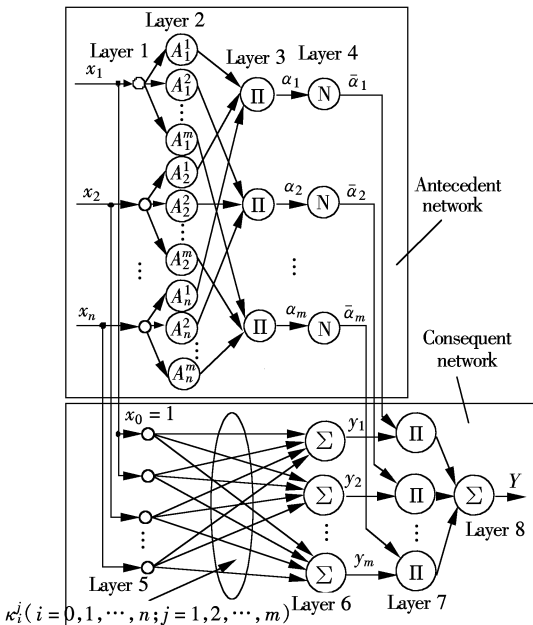 Layer 2
Layer 1
Layer 3
Layer 4
x₁
A₁¹
A₁²
⋮
A₁ᵐ
Π
α₁
N
ᾱ₁
x₂
A₂¹
A₂²
⋮
A₂ᵐ
Π
α₂
N
ᾱ₂
Antecedent
network
⋮
⋮
xₙ
Aₙ¹
Aₙ²
⋮
Aₙᵐ
Π
αₘ
N
ᾱₘ
Consequent
network
x₀ = 1
Σ
y₁
Π
Σ
y₂
Π
Σ
Y
Layer 8
⋮
⋮
⋮
Σ
yₘ
Π
Layer 5
Layer 6
Layer 7
κᵢʲ( i = 0,1,⋯,n ; j = 1,2,⋯,m)